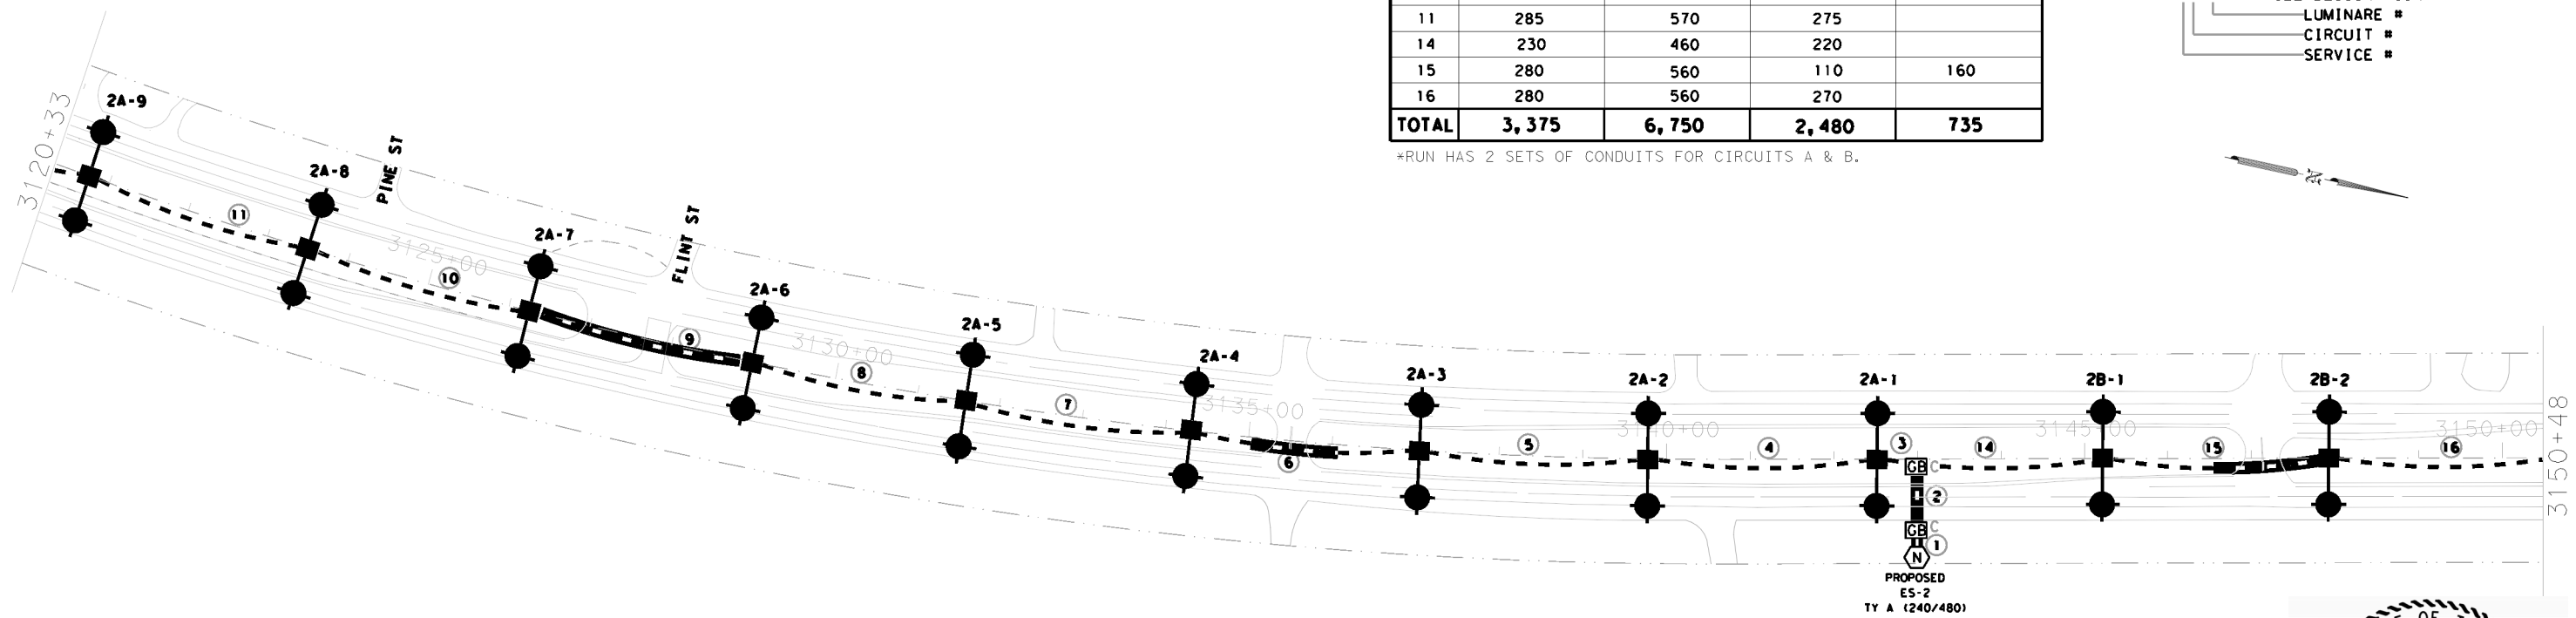 11 285 570 275
14 230 460 220
15 280 560 110 160
16 280 560 270
TOTAL 3,375 6,750 2,480 735
*RUN HAS 2 SETS OF CONDUITS FOR CIRCUITS A & B.
LUMINARE #
CIRCUIT #
SERVICE #
N
3120+33
2A-9
11
2A-8
PINE ST
3125+00
10
2A-7
FLINT ST
9
2A-6
3130+00
8
2A-5
7
2A-4
3135+00
6
2A-3
5
2A-2
3140+00
4
2A-1
3
14
GB C
2
GB C
1
N
PROPOSED
ES-2
TY A (240/480)
2B-1
3145+00
15
2B-2
3150+00
16
3150+48